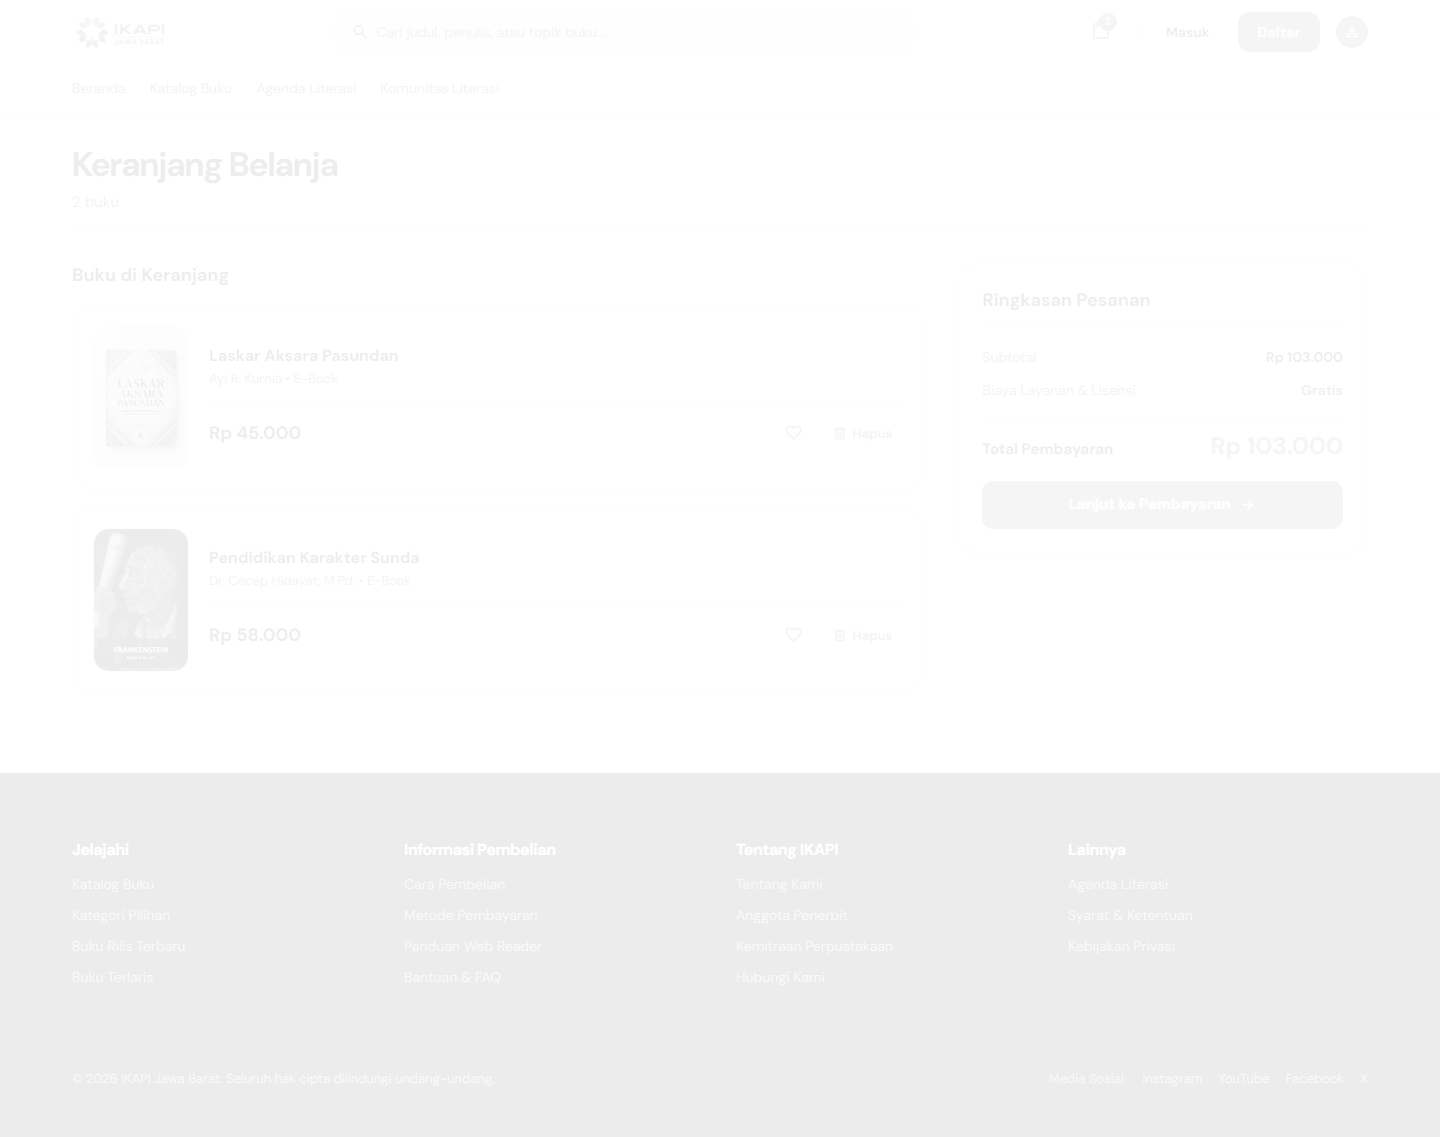 IKAPI
JAWA BARAT
Cari judul, penulis, atau topik buku...
2
Masuk
Daftar
Beranda
Katalog Buku
Agenda Literasi
Komunitas Literasi
Keranjang Belanja
2 buku
Buku di Keranjang
LASKAR
AKSARA
PASUNDAN
Laskar Aksara Pasundan
Ayi R. Kurnia • E-Book
Rp 45.000
Hapus
FRANKENSTEIN
Pendidikan Karakter Sunda
Dr. Cecep Hidayat, M.Pd. • E-Book
Rp 58.000
Hapus
Ringkasan Pesanan
Subtotal
Rp 103.000
Biaya Layanan & Lisensi
Gratis
Total Pembayaran
Rp 103.000
Lanjut ke Pembayaran
Jelajahi
Katalog Buku
Kategori Pilihan
Buku Rilis Terbaru
Buku Terlaris
Informasi Pembelian
Cara Pembelian
Metode Pembayaran
Panduan Web Reader
Bantuan & FAQ
Tentang IKAPI
Tentang Kami
Anggota Penerbit
Kemitraan Perpustakaan
Hubungi Kami
Lainnya
Agenda Literasi
Syarat & Ketentuan
Kebijakan Privasi
© 2026 IKAPI Jawa Barat. Seluruh hak cipta dilindungi undang-undang.
Media Sosial:
Instagram
YouTube
Facebook
X